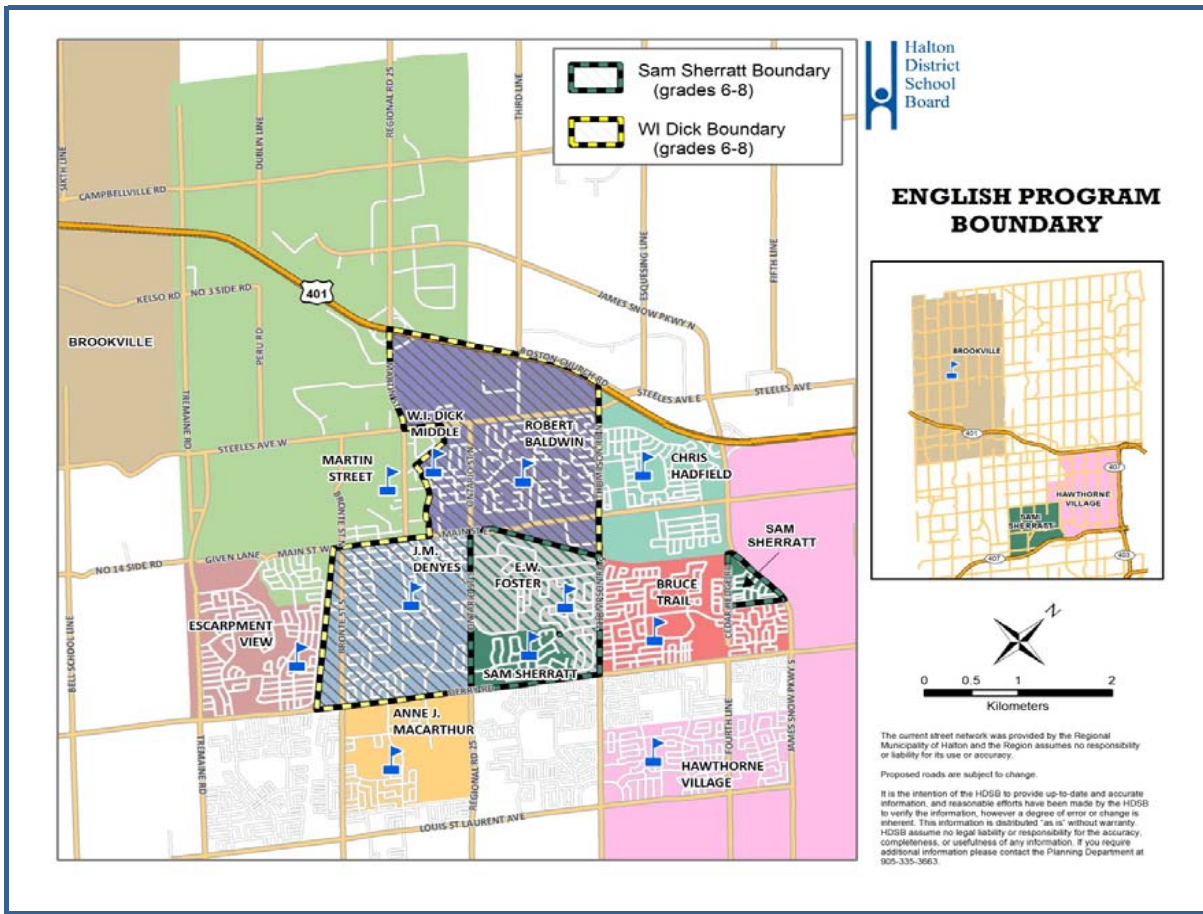 Sam Sherratt Boundary
(grades 6-8)
WI Dick Boundary
(grades 6-8)
Halton
District
School
Board
ENGLISH PROGRAM
BOUNDARY
SIXTH LINE
DUBLIN LINE
REGIONAL RD 25
THIRD LINE
CAMPBELLVILLE RD
ESQUESING LINE
FIFTH LINE
401
KELSO RD
NO 3 SIDE RD
JAMES SNOW PKWY N
BROOKVILLE
PERU RD
BOSTON CHURCH RD
TREMAINE RD
STEELES AVE E
STEELES AVE
STEELES AVE W
W.I. DICK
MIDDLE
ROBERT
BALDWIN
MARTIN
STREET
CHRIS
HADFIELD
BRONTE ST S
MAIN ST E
SAM
SHERRATT
GIVEN LANE
MAIN ST W
NO 14 SIDE RD
J.M.
DENYES
E.W.
FOSTER
BRUCE
TRAIL
ESCARPMENT
VIEW
BRONTE ST S
BELL SCHOOL LINE
SAM SHERRATT
DERRY RD
ANNE J.
MACARTHUR
TREMAINE RD
REGIONAL RD 25
HAWTHORNE
VILLAGE
FOURTH LINE
JAMES SNOW PKWY S
LOUIS ST LAURENT AVE
BROOKVILLE
401
407
HAWTHORNE
VILLAGE
SAM
SHERRATT
407
403
N
0 0.5 1 2
Kilometers
The current street network was provided by the Regional
Municipality of Halton and the Region assumes no responsibility
or liability for its use or accuracy.
Proposed roads are subject to change.
It is the intention of the HDSB to provide up-to-date and accurate
information, and reasonable efforts have been made by the HDSB
to verify the information, however a degree of error or change is
inherent. This information is distributed "as is" without warranty.
HDSB assume no legal liability or responsibility for the accuracy,
completeness, or usefulness of any information. If you require
additional information please contact the Planning Department at
905-335-3663.